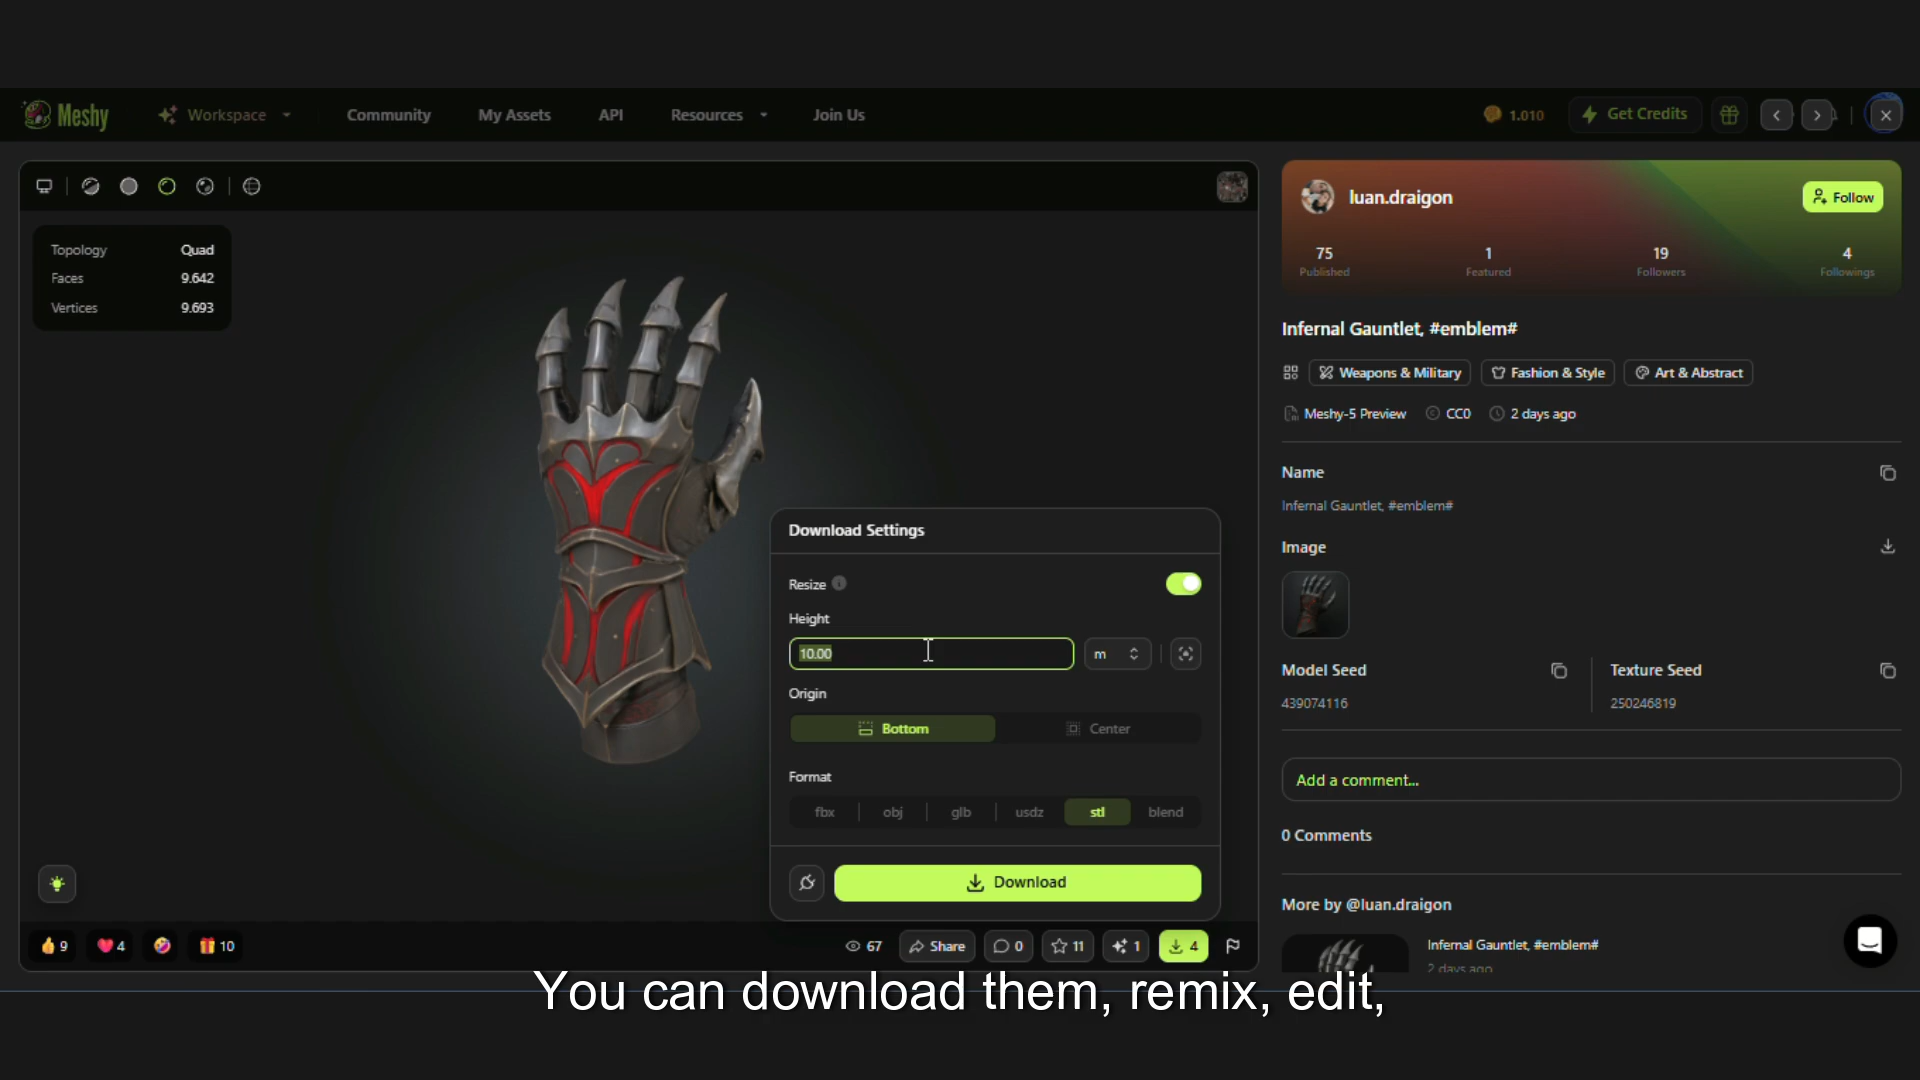 Meshy
Workspace
Community
My Assets
API
Resources
Join Us
1.010
Get Credits
Topology Quad
Faces 9.642
Vertices 9.693
luan.draigon
Follow
75 1 19 4
Published Featured Followers Followings
Infernal Gauntlet, #emblem#
Weapons & Military Fashion & Style Art & Abstract
Meshy-5 Preview CC0 2 days ago
Name
Infernal Gauntlet, #emblem#
Image
Model Seed Texture Seed
439074116 250246819
Add a comment...
0 Comments
More by @luan.draigon
Infernal Gauntlet, #emblem#
2 days ago
Download Settings
Resize
Height
10.00 m
Origin
Bottom Center
Format
fbx obj glb usdz stl blend
Download
9 4 10 67 Share 0 11 1 4
You can download them, remix, edit,